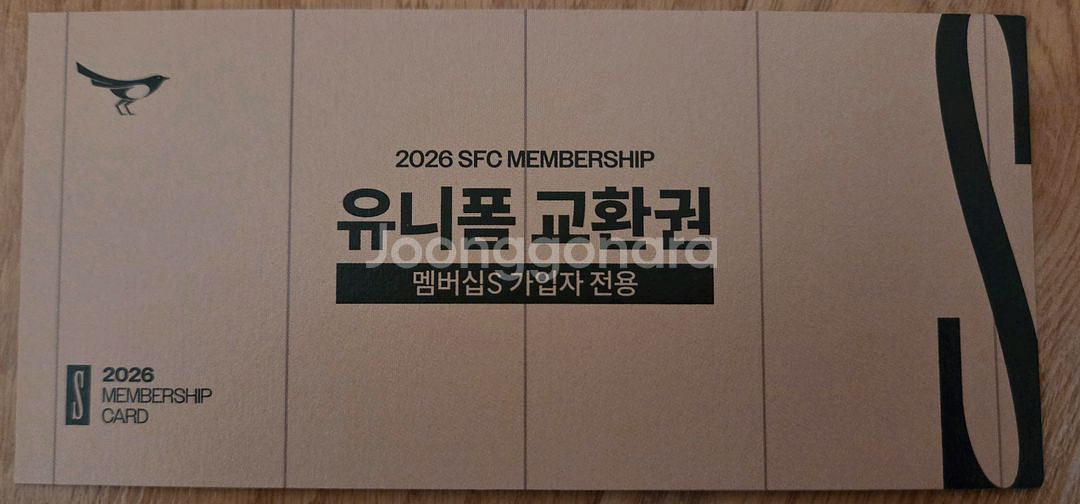 2026 SFC MEMBERSHIP
유니폼 교환권
Joonggonara
멤버십S 가입자 전용
S
2026
MEMBERSHIP
CARD
S